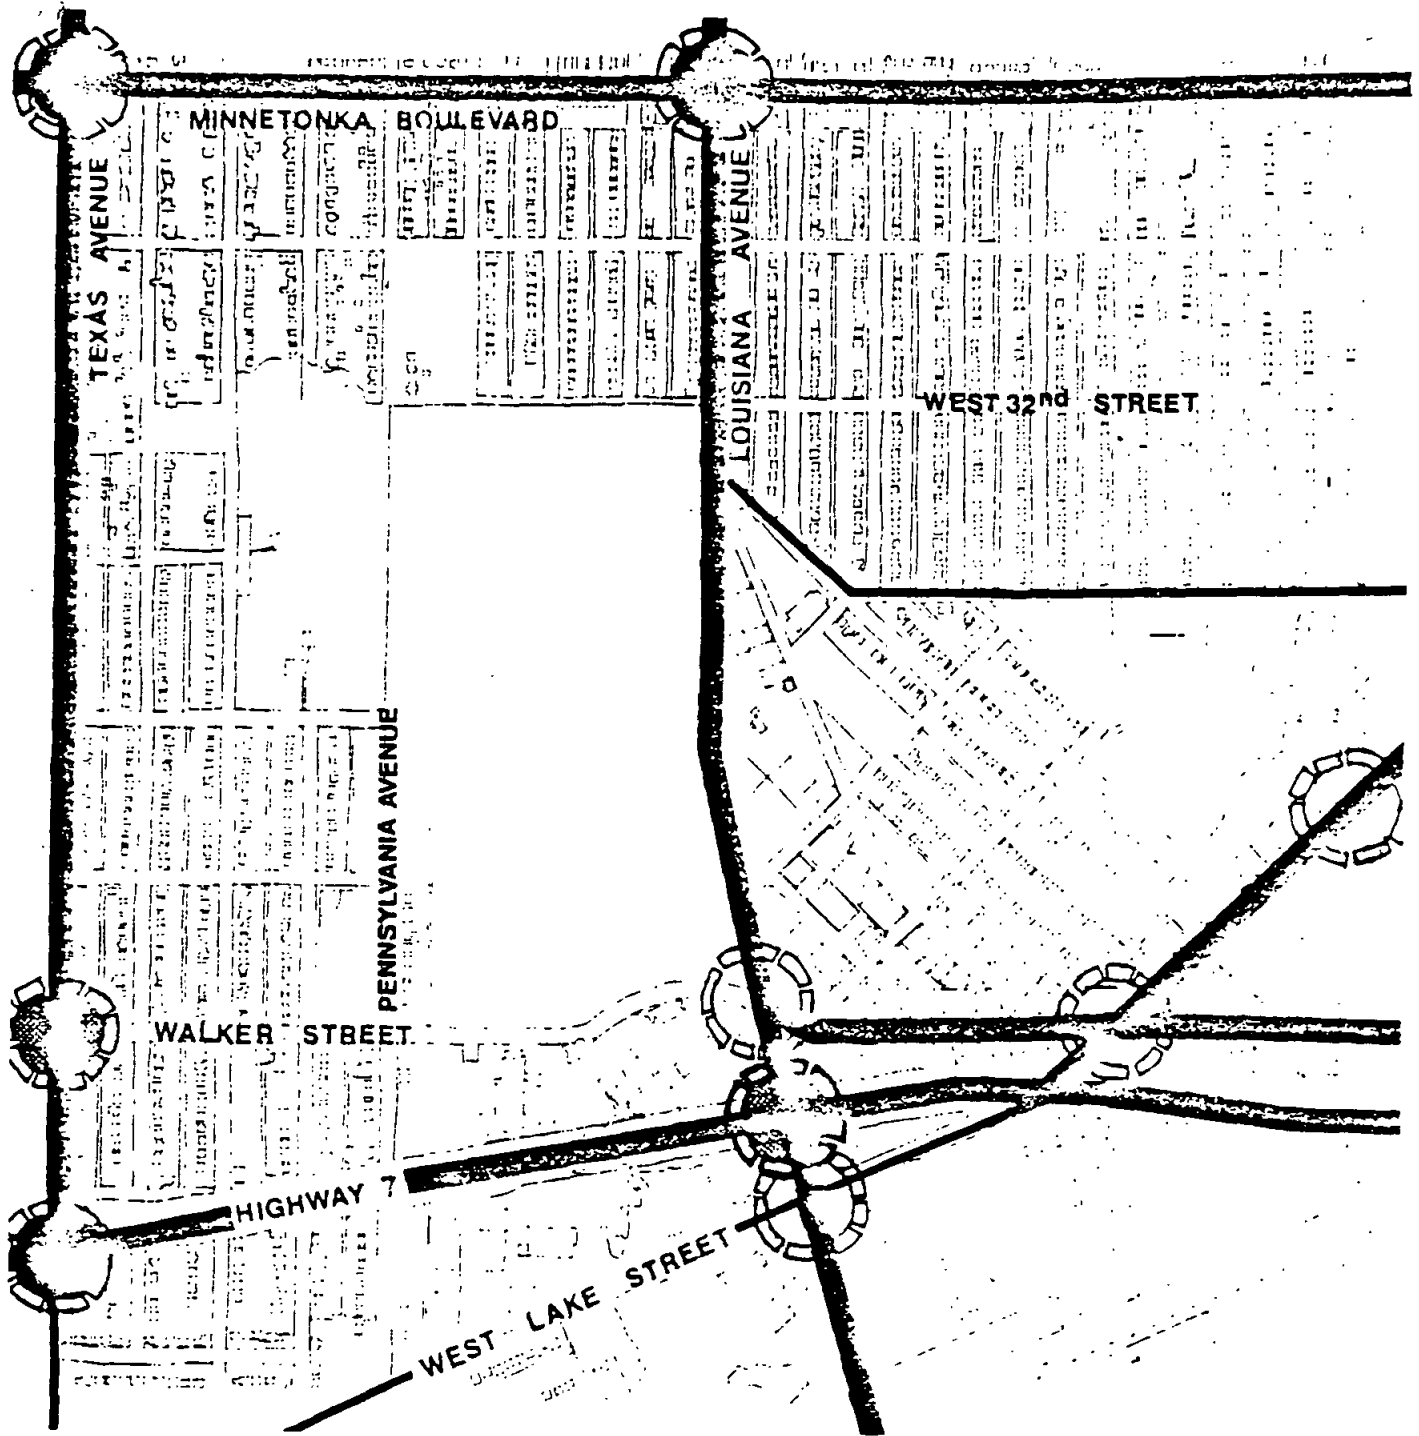 MINNETONKA BOULEVARD
TEXAS AVENUE
LOUISIANA AVENUE
WEST 32nd STREET
PENNSYLVANIA AVENUE
WALKER STREET
HIGHWAY 7
WEST LAKE STREET